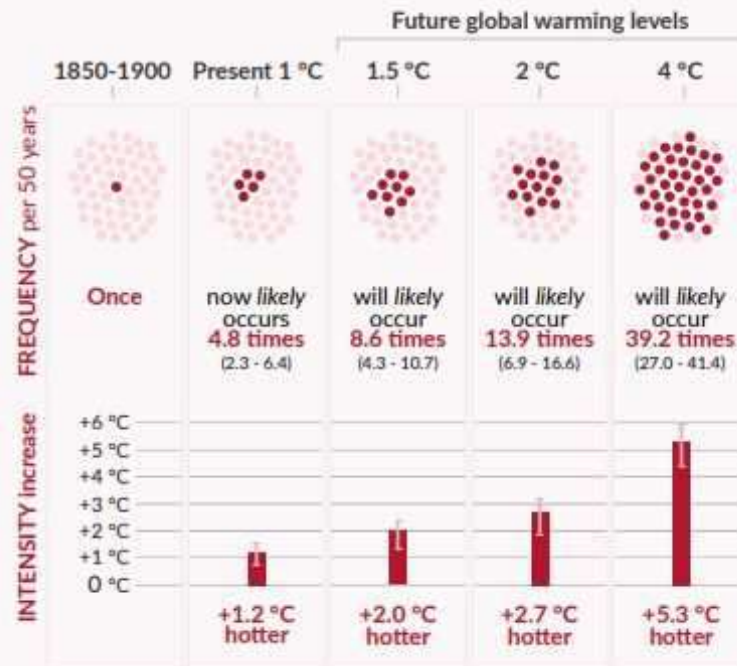 Future global warming levels
1850-1900 Present 1 °C 1.5 °C 2 °C 4 °C
FREQUENCY per 50 years
Once
now likely
occurs
4.8 times
(2.3 - 6.4)
will likely
occur
8.6 times
(4.3 - 10.7)
will likely
occur
13.9 times
(6.9 - 16.6)
will likely
occur
39.2 times
(27.0 - 41.4)
INTENSITY increase
+6 °C
+5 °C
+4 °C
+3 °C
+2 °C
+1 °C
0 °C
+1.2 °C
hotter
+2.0 °C
hotter
+2.7 °C
hotter
+5.3 °C
hotter